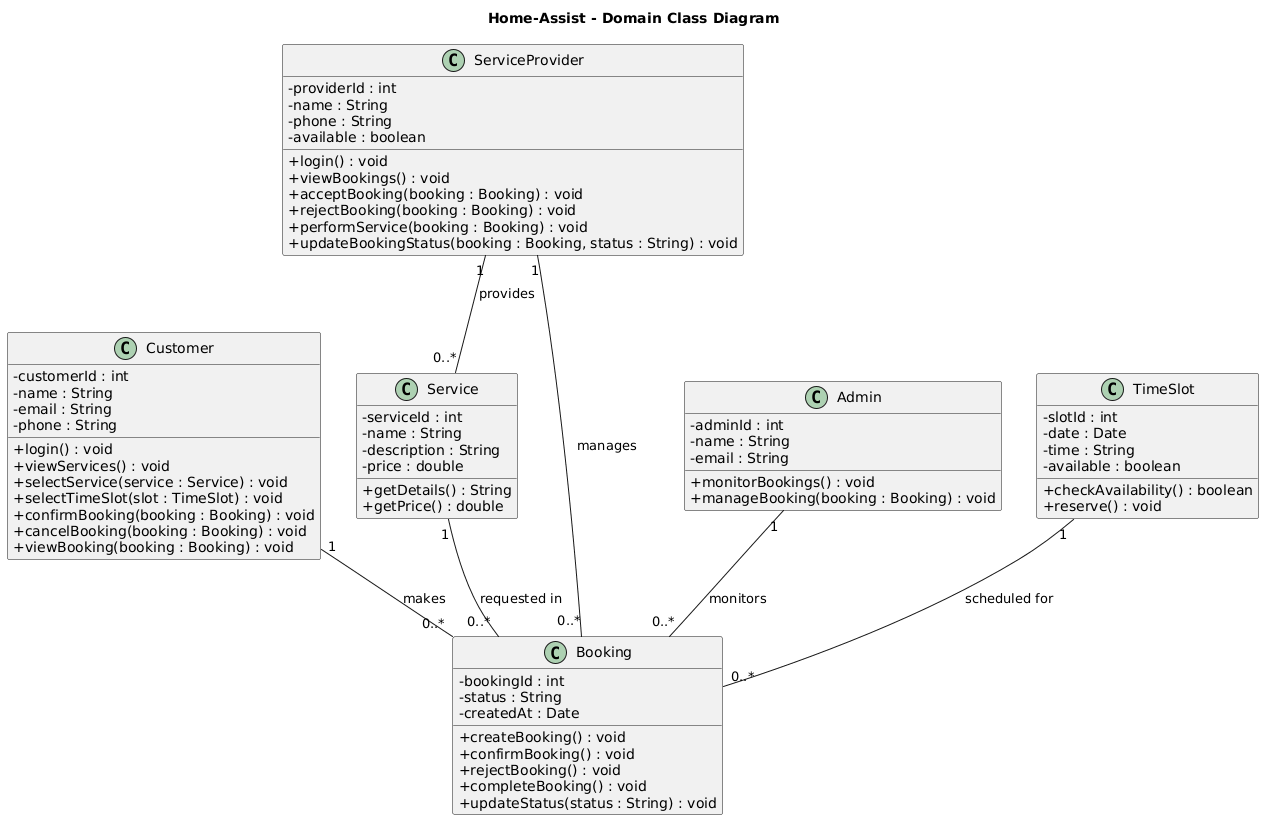 Home-Assist - Domain Class Diagram
C ServiceProvider
-providerId : int
-name : String
-phone : String
-available : boolean
+login() : void
+viewBookings() : void
+acceptBooking(booking : Booking) : void
+rejectBooking(booking : Booking) : void
+performService(booking : Booking) : void
+updateBookingStatus(booking : Booking, status : String) : void
1
1
provides
0..*
manages
C Customer
-customerId : int
-name : String
-email : String
-phone : String
+login() : void
+viewServices() : void
+selectService(service : Service) : void
+selectTimeSlot(slot : TimeSlot) : void
+confirmBooking(booking : Booking) : void
+cancelBooking(booking : Booking) : void
+viewBooking(booking : Booking) : void
C Service
-serviceId : int
-name : String
-description : String
-price : double
+getDetails() : String
+getPrice() : double
C Admin
-adminId : int
-name : String
-email : String
+monitorBookings() : void
+manageBooking(booking : Booking) : void
C TimeSlot
-slotId : int
-date : Date
-time : String
-available : boolean
+checkAvailability() : boolean
+reserve() : void
1
1
1
1
makes
requested in
monitors
scheduled for
0..*
0..*
0..*
0..*
0..*
C Booking
-bookingId : int
-status : String
-createdAt : Date
+createBooking() : void
+confirmBooking() : void
+rejectBooking() : void
+completeBooking() : void
+updateStatus(status : String) : void